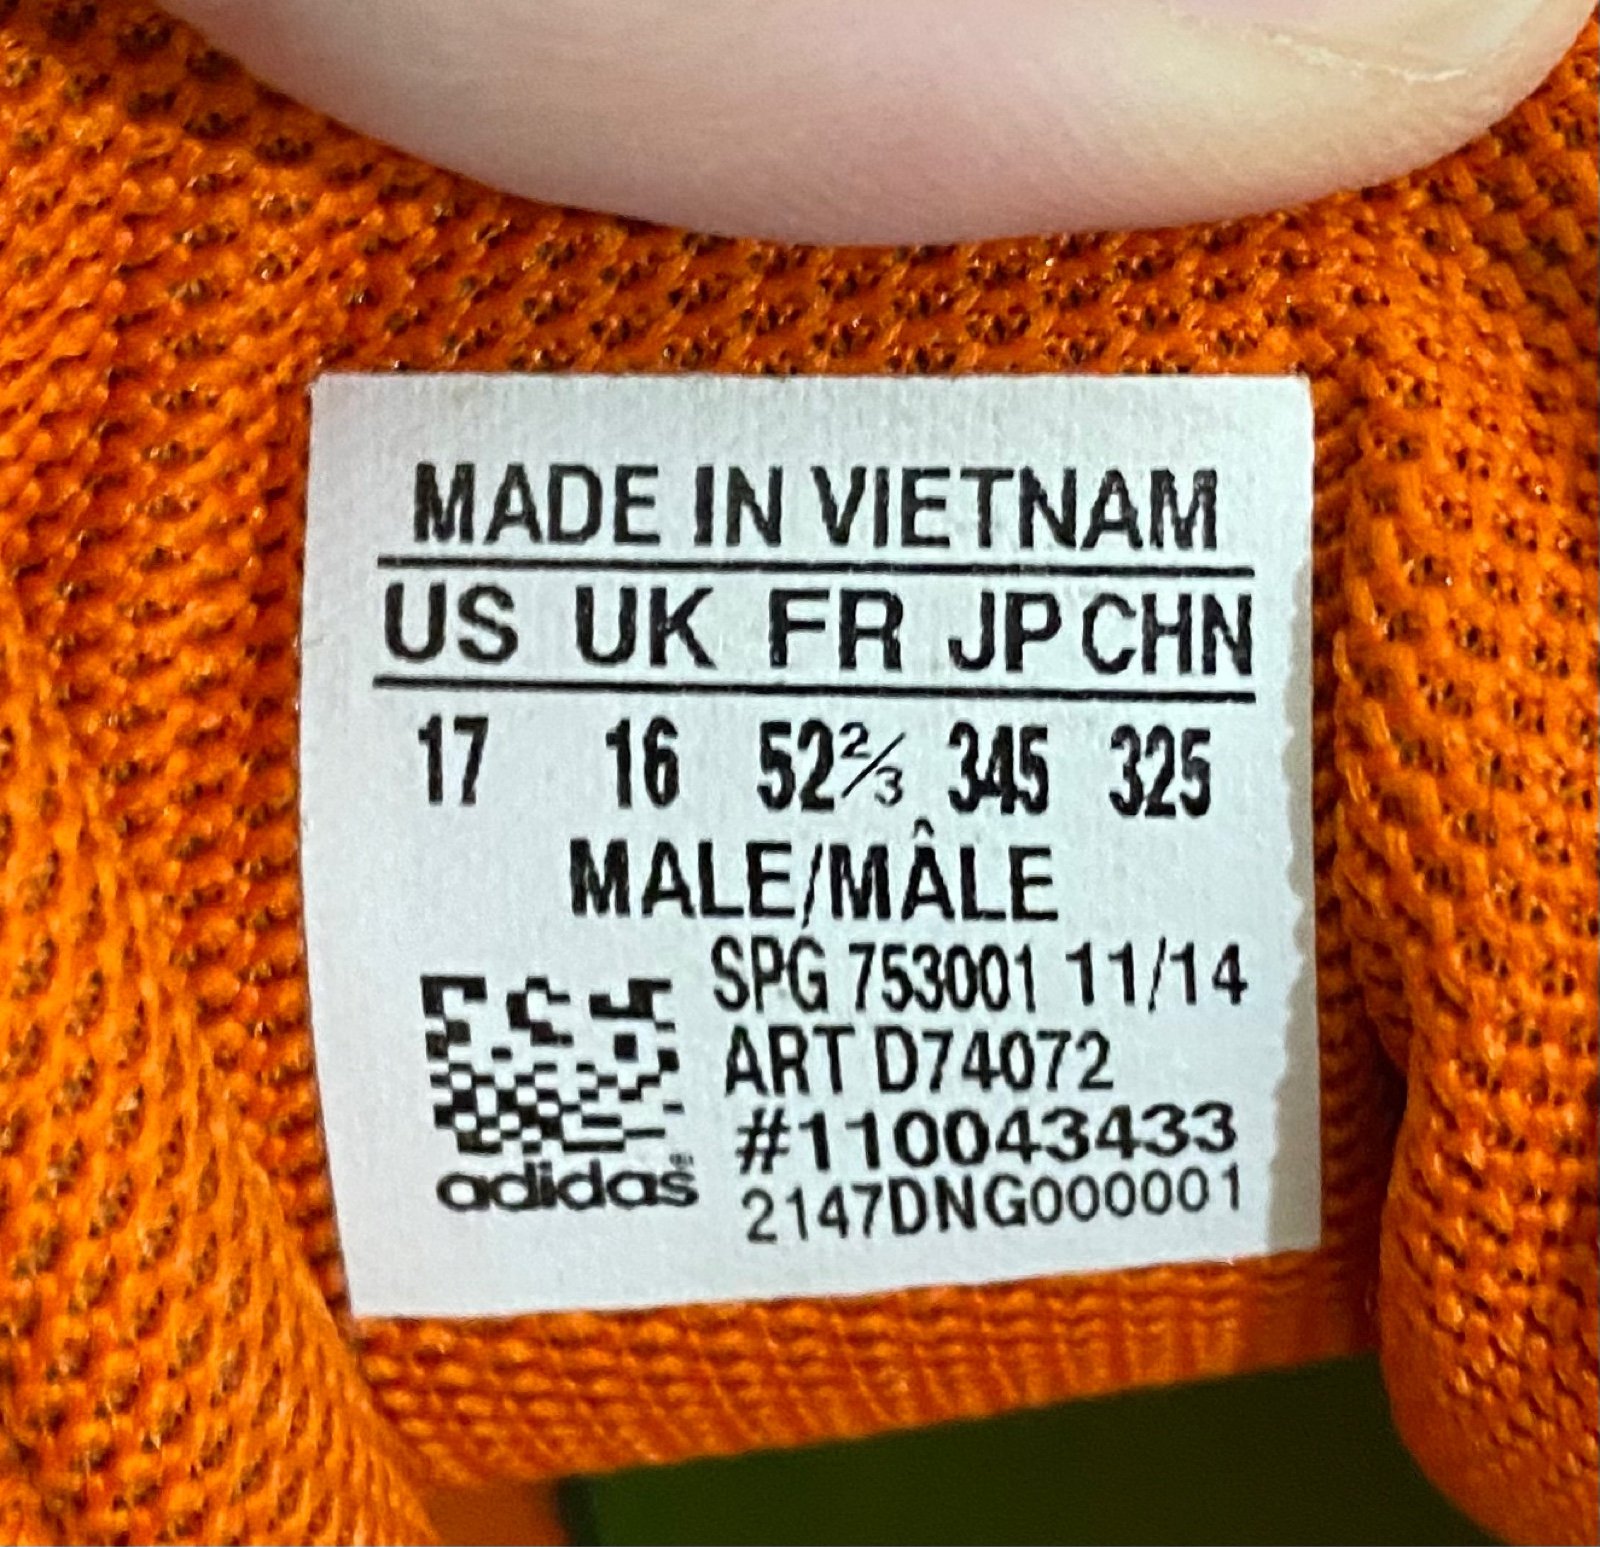 MADE IN VIETNAM
US UK FR JP CHN
17 16 52⅔ 345 325
MALE/MÂLE
SPG 753001 11/14
ART D74072
#110043433
adidas
2147DNG000001